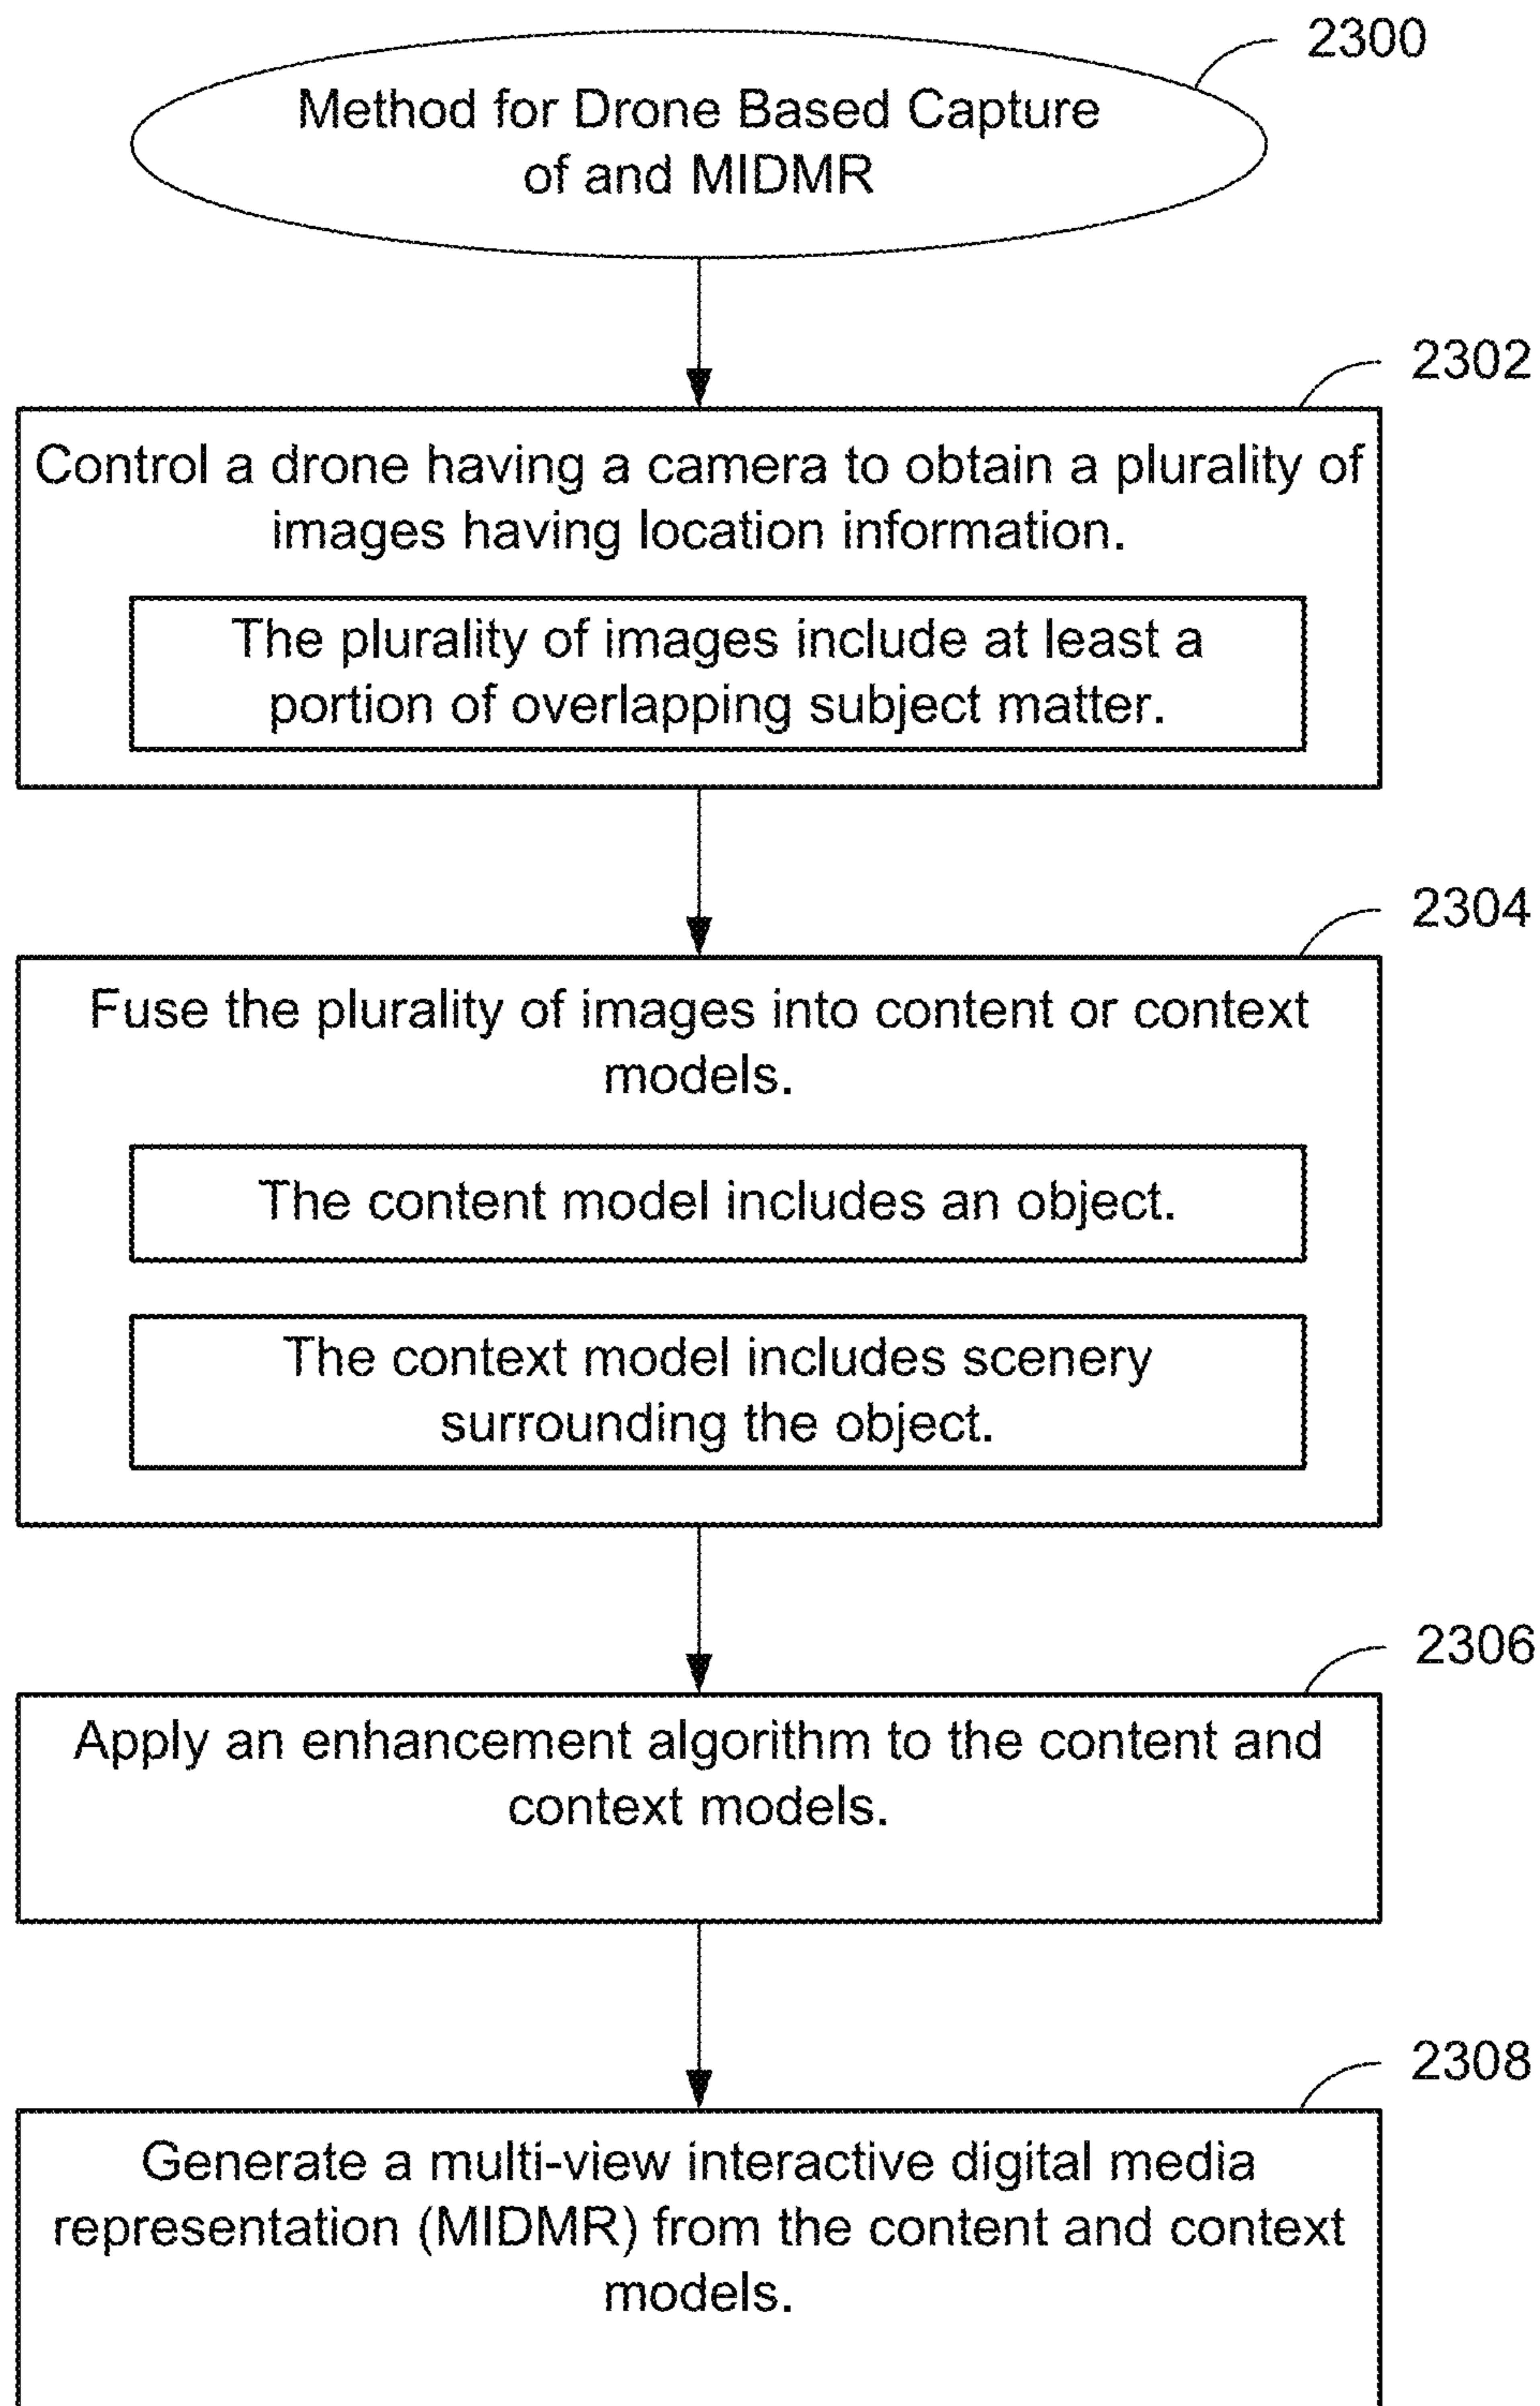 2300
Method for Drone Based Capture
of and MIDMR
2302
Control a drone having a camera to obtain a plurality of
images having location information.
The plurality of images include at least a
portion of overlapping subject matter.
2304
Fuse the plurality of images into content or context
models.
The content model includes an object.
The context model includes scenery
surrounding the object.
2306
Apply an enhancement algorithm to the content and
context models.
2308
Generate a multi-view interactive digital media
representation (MIDMR) from the content and context
models.